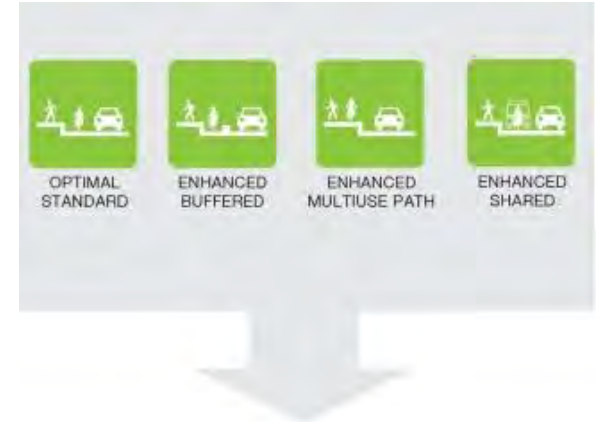 OPTIMAL
STANDARD
ENHANCED
BUFFERED
ENHANCED
MULTIUSE PATH
ENHANCED
SHARED